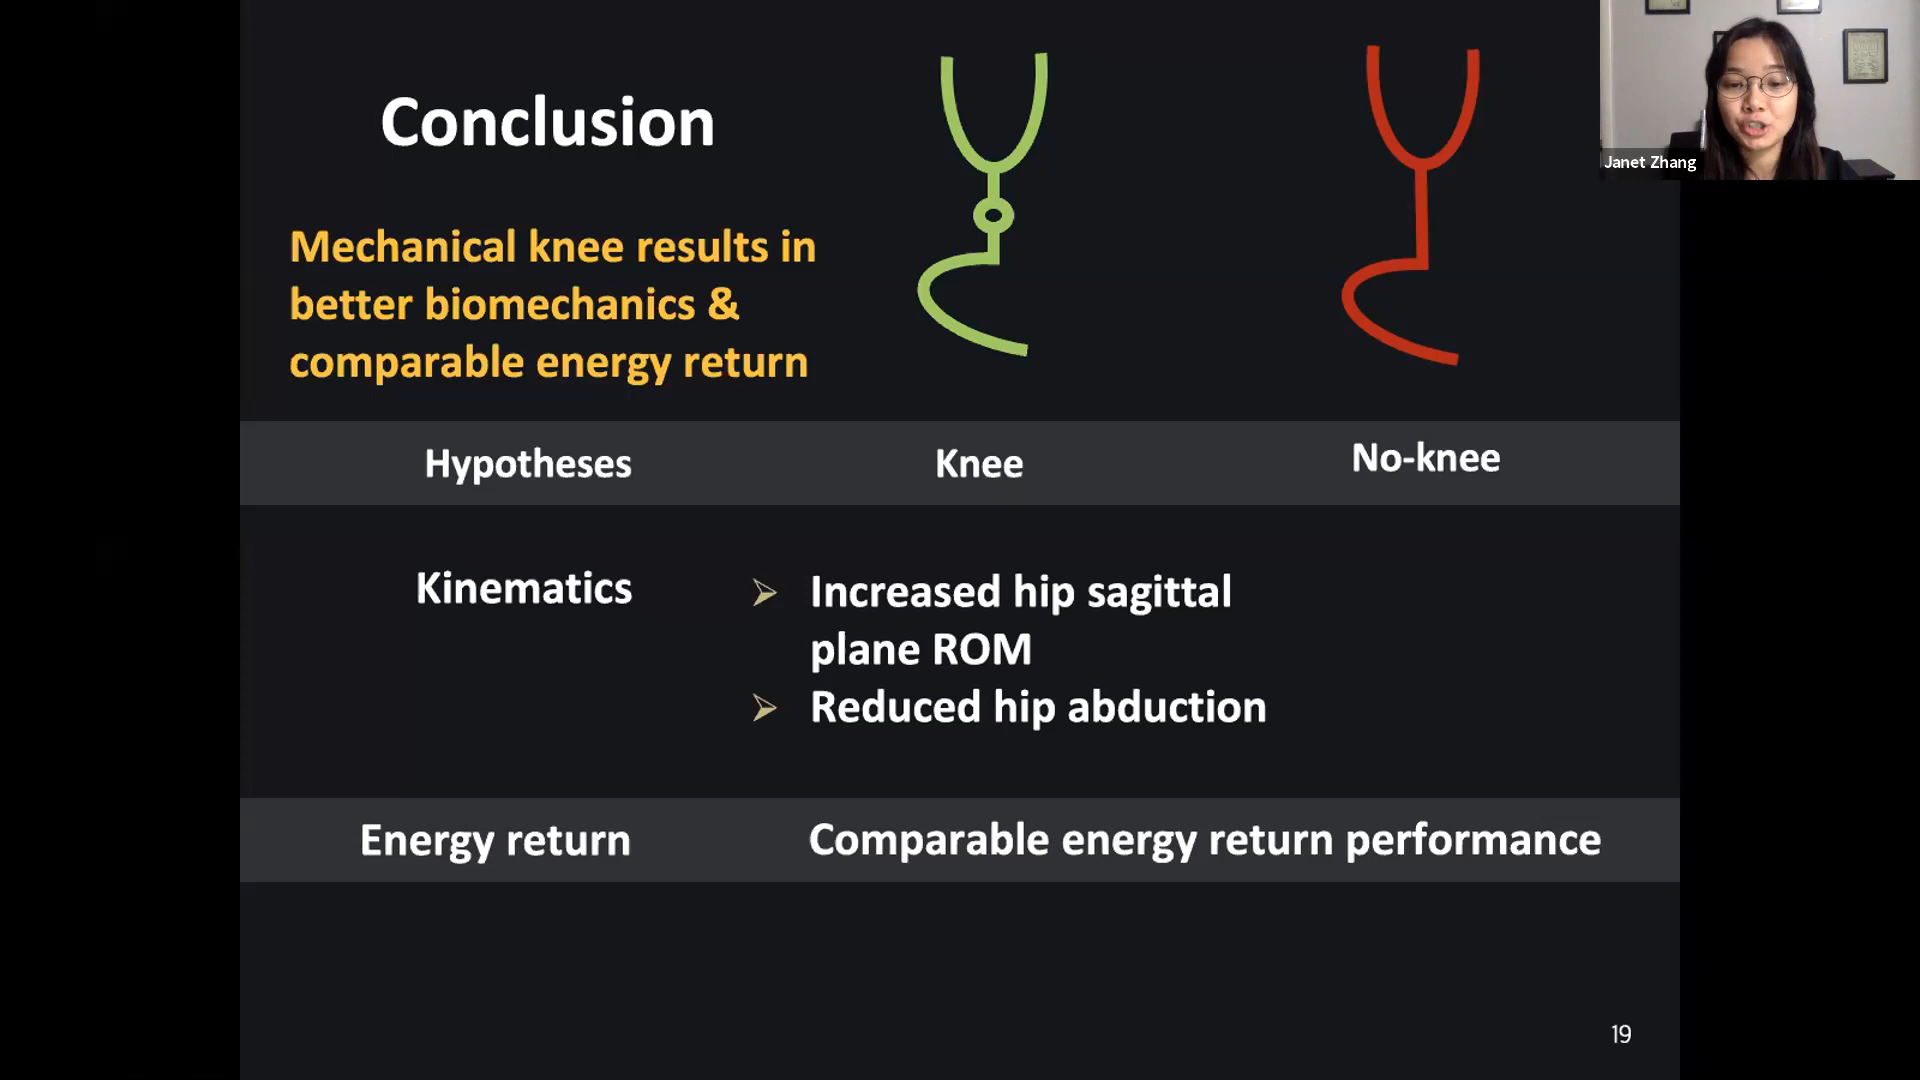 Conclusion
Mechanical knee results in
better biomechanics &
comparable energy return
Janet Zhang
Hypotheses
Knee
No-knee
Kinematics
Increased hip sagittal
plane ROM
Reduced hip abduction
Energy return
Comparable energy return performance
19